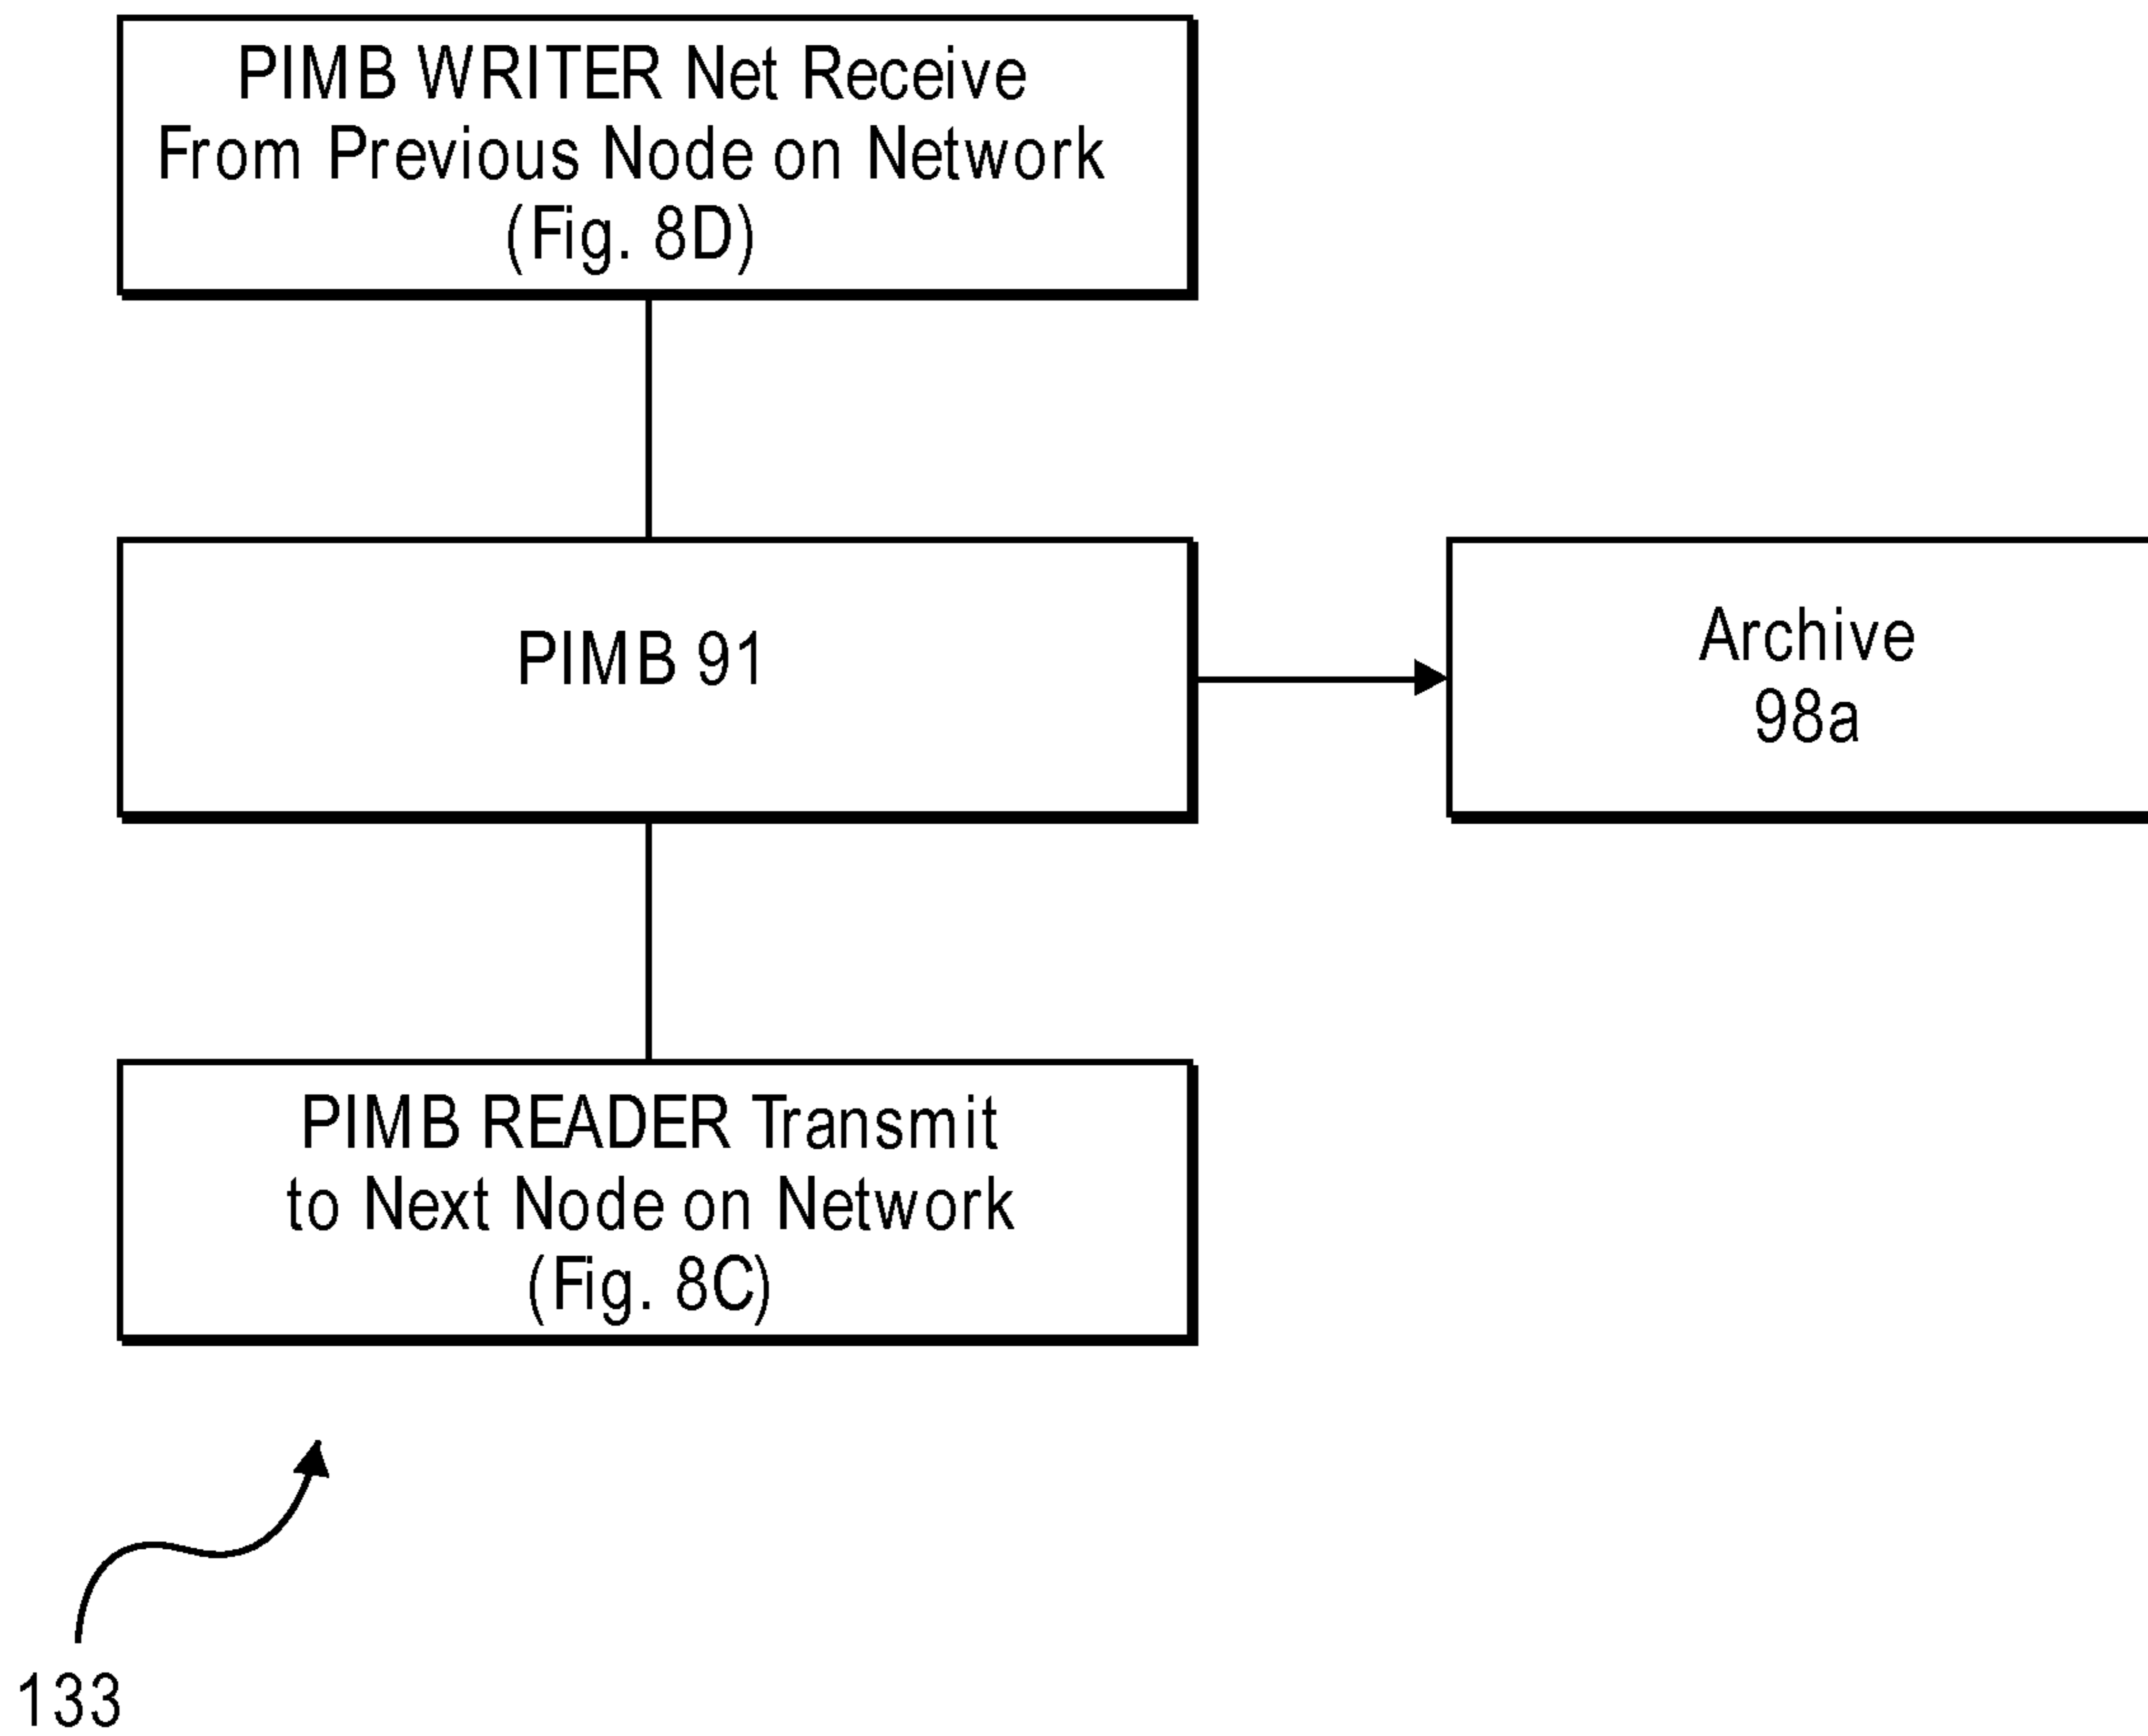 PIMB WRITER Net Receive
From Previous Node on Network
(Fig. 8D)
PIMB 91
Archive
98a
PIMB READER Transmit
to Next Node on Network
(Fig. 8C)
133